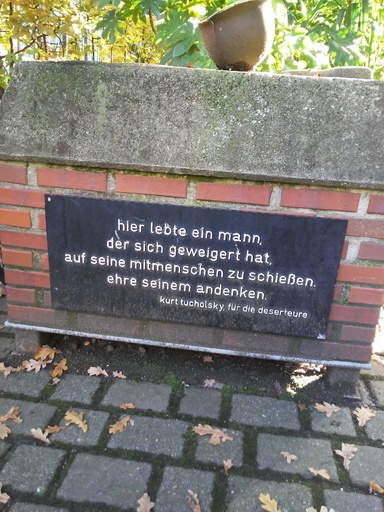 hier lebte ein mann,
der sich geweigert hat,
auf seine mitmenschen zu schießen.
ehre seinem andenken.
kurt tucholsky, für die deserteure